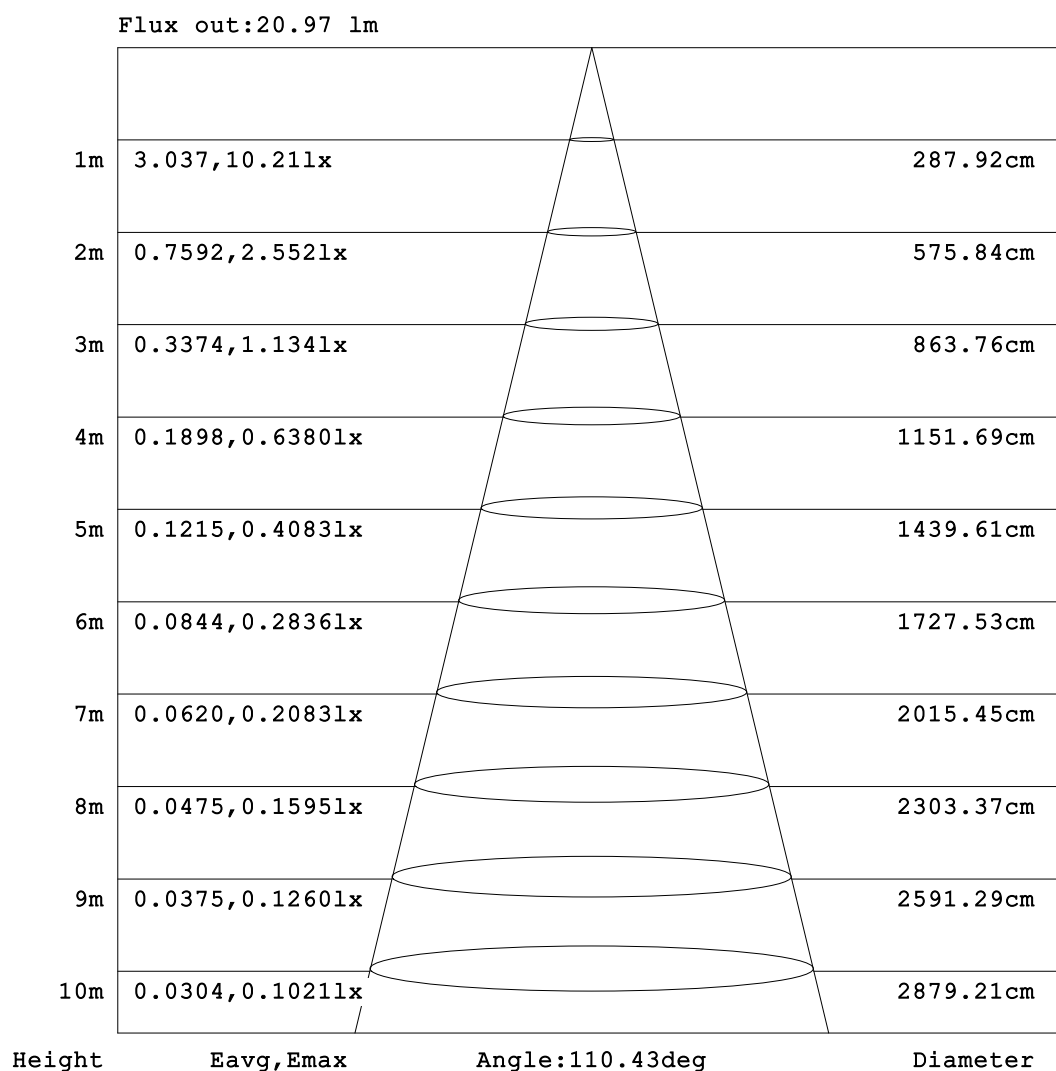 Flux out:20.97 lm
1m 3.037,10.21lx 287.92cm
2m 0.7592,2.552lx 575.84cm
3m 0.3374,1.134lx 863.76cm
4m 0.1898,0.6380lx 1151.69cm
5m 0.1215,0.4083lx 1439.61cm
6m 0.0844,0.2836lx 1727.53cm
7m 0.0620,0.2083lx 2015.45cm
8m 0.0475,0.1595lx 2303.37cm
9m 0.0375,0.1260lx 2591.29cm
10m 0.0304,0.1021lx 2879.21cm
Height Eavg,Emax Angle:110.43deg Diameter